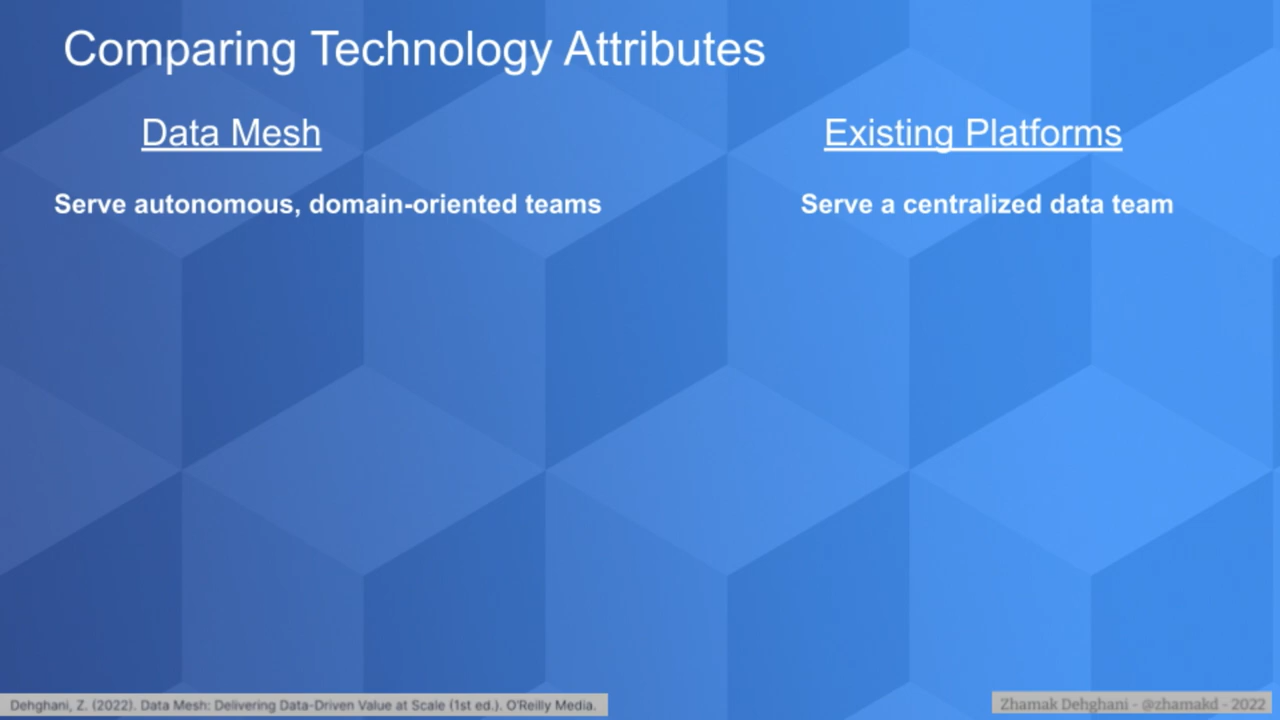 Comparing Technology Attributes
Data Mesh
Existing Platforms
Serve autonomous, domain-oriented teams
Serve a centralized data team
Dehghani, Z. (2022). Data Mesh: Delivering Data-Driven Value at Scale (1st ed.). O'Reilly Media.
Zhamak Dehghani - @zhamakd - 2022